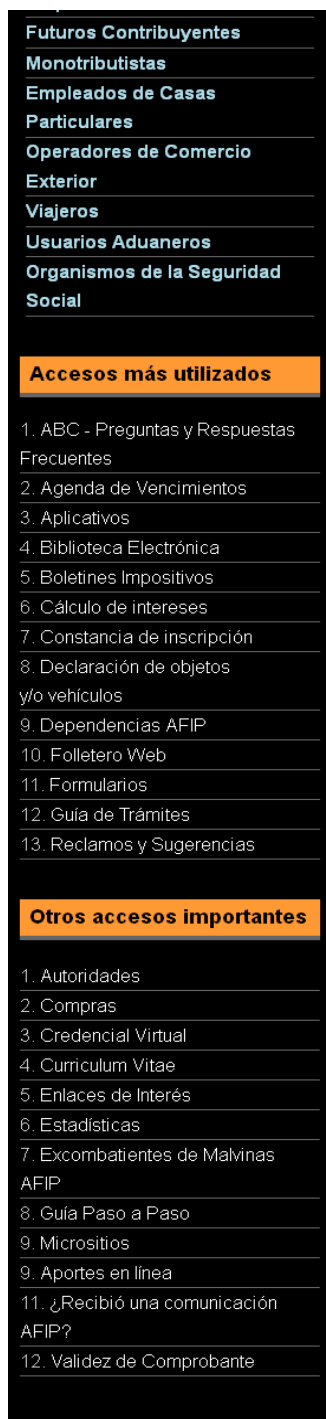 Futuros Contribuyentes
Monotributistas
Empleados de Casas
Particulares
Operadores de Comercio
Exterior
Viajeros
Usuarios Aduaneros
Organismos de la Seguridad
Social
Accesos más utilizados
1. ABC - Preguntas y Respuestas
Frecuentes
2. Agenda de Vencimientos
3. Aplicativos
4. Biblioteca Electrónica
5. Boletines Impositivos
6. Cálculo de intereses
7. Constancia de inscripción
8. Declaración de objetos
y/o vehículos
9. Dependencias AFIP
10. Folletero Web
11. Formularios
12. Guía de Trámites
13. Reclamos y Sugerencias
Otros accesos importantes
1. Autoridades
2. Compras
3. Credencial Virtual
4. Curriculum Vitae
5. Enlaces de Interés
6. Estadísticas
7. Excombatientes de Malvinas
AFIP
8. Guía Paso a Paso
9. Micrositios
9. Aportes en línea
11. ¿Recibió una comunicación
AFIP?
12. Validez de Comprobante